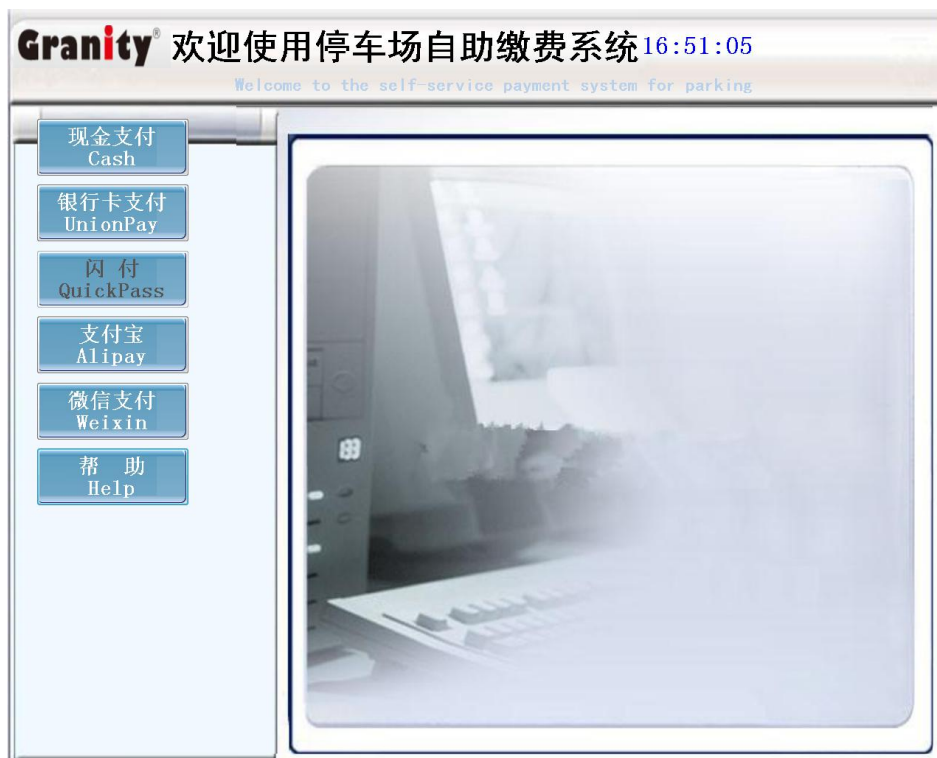 Granity® 欢迎使用停车场自助缴费系统 16:51:05
Welcome to the self-service payment system for parking
现金支付
Cash
银行卡支付
UnionPay
闪 付
QuickPass
支付宝
Alipay
微信支付
Weixin
帮 助
Help